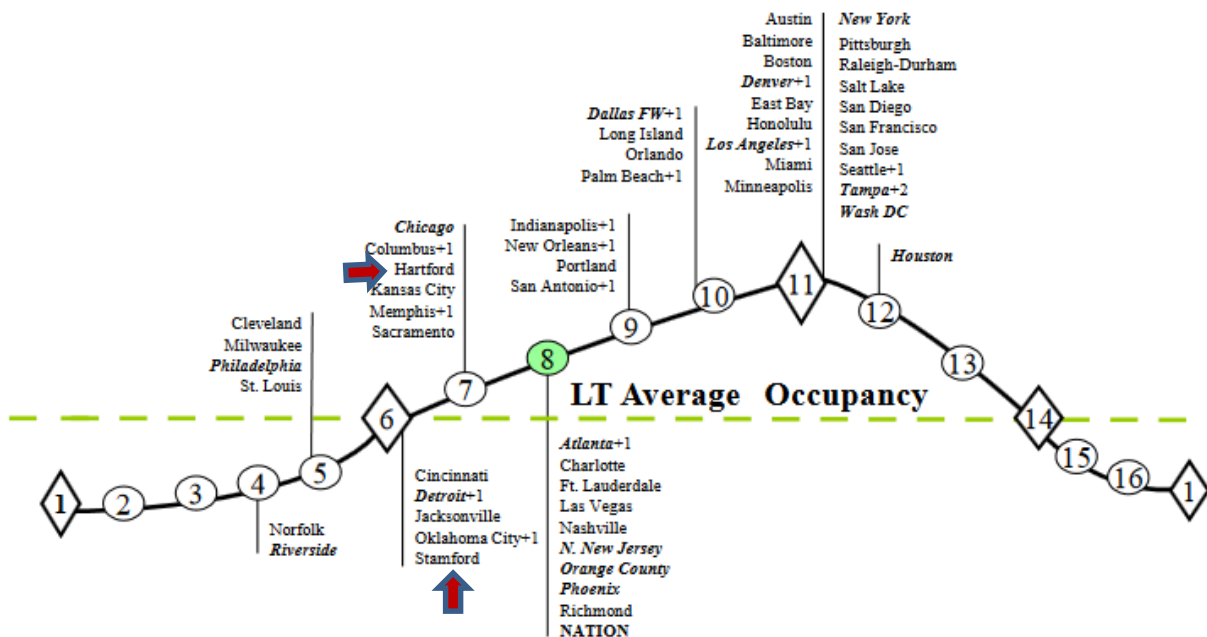 Austin
Baltimore
Boston
Denver+1
East Bay
Honolulu
Los Angeles+1
Miami
Minneapolis
New York
Pittsburgh
Raleigh-Durham
Salt Lake
San Diego
San Francisco
San Jose
Seattle+1
Tampa+2
Wash DC
Dallas FW+1
Long Island
Orlando
Palm Beach+1
Chicago
Columbus+1
Hartford
Kansas City
Memphis+1
Sacramento
Indianapolis+1
New Orleans+1
Portland
San Antonio+1
Houston
Cleveland
Milwaukee
Philadelphia
St. Louis
1
2
3
4
5
6
7
8
9
10
11
12
13
14
15
16
1
LT Average Occupancy
Norfolk
Riverside
Cincinnati
Detroit+1
Jacksonville
Oklahoma City+1
Stamford
Atlanta+1
Charlotte
Ft. Lauderdale
Las Vegas
Nashville
N. New Jersey
Orange County
Phoenix
Richmond
NATION